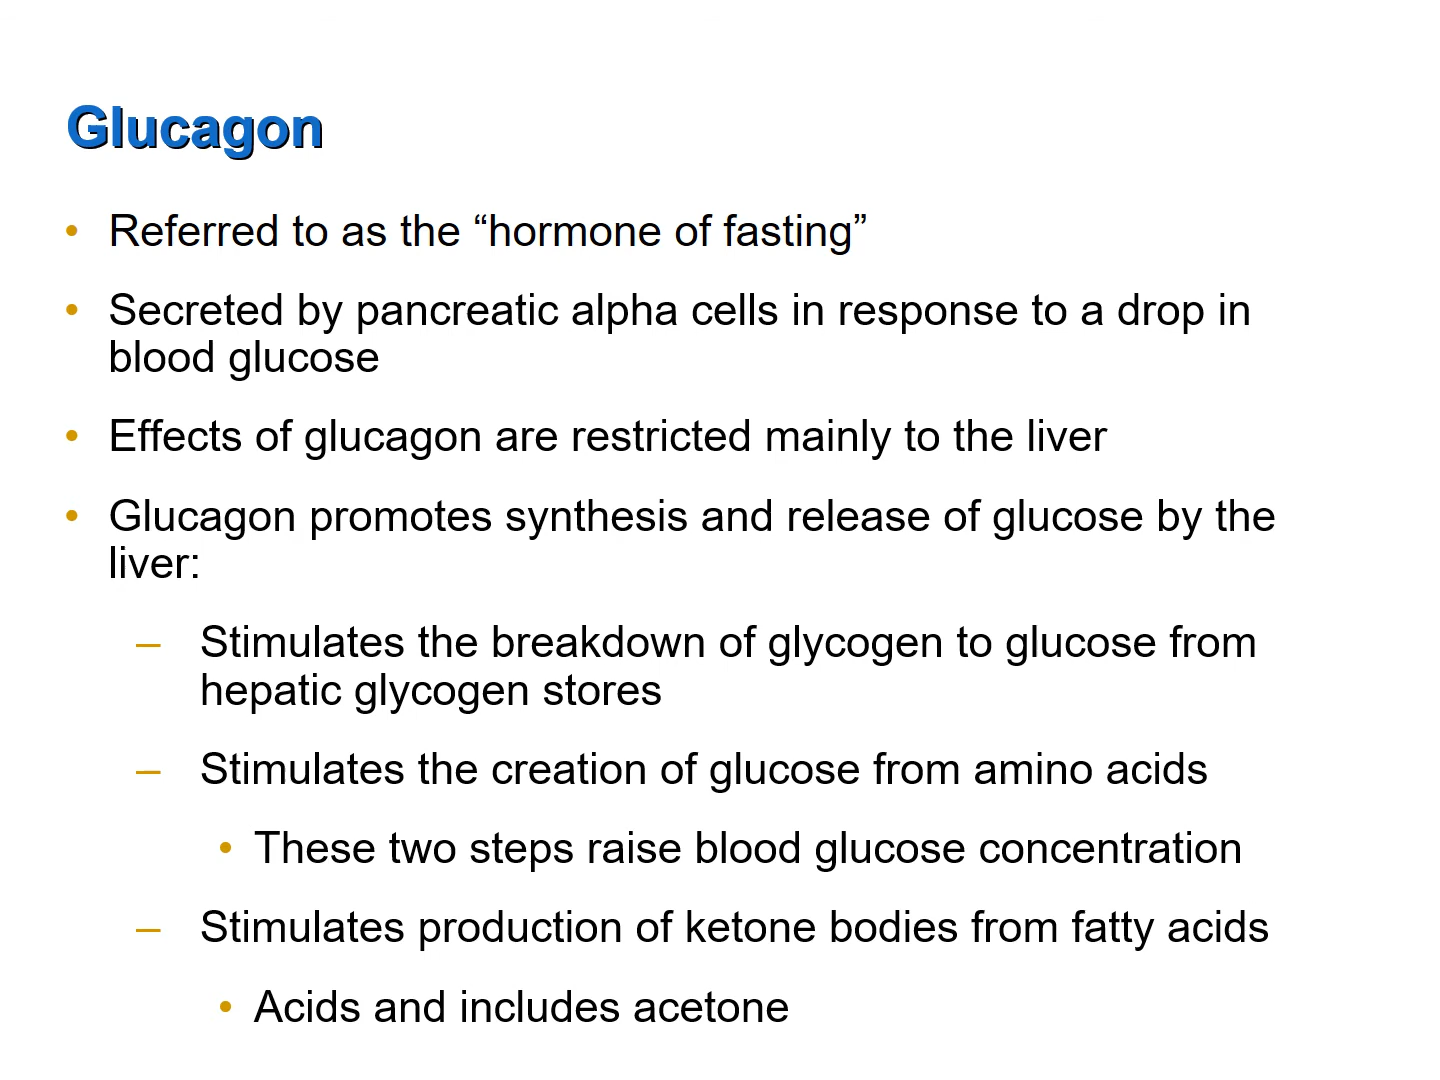 Glucagon
• Referred to as the “hormone of fasting”
• Secreted by pancreatic alpha cells in response to a drop in
blood glucose
• Effects of glucagon are restricted mainly to the liver
• Glucagon promotes synthesis and release of glucose by the
liver:
– Stimulates the breakdown of glycogen to glucose from
hepatic glycogen stores
– Stimulates the creation of glucose from amino acids
• These two steps raise blood glucose concentration
– Stimulates production of ketone bodies from fatty acids
• Acids and includes acetone